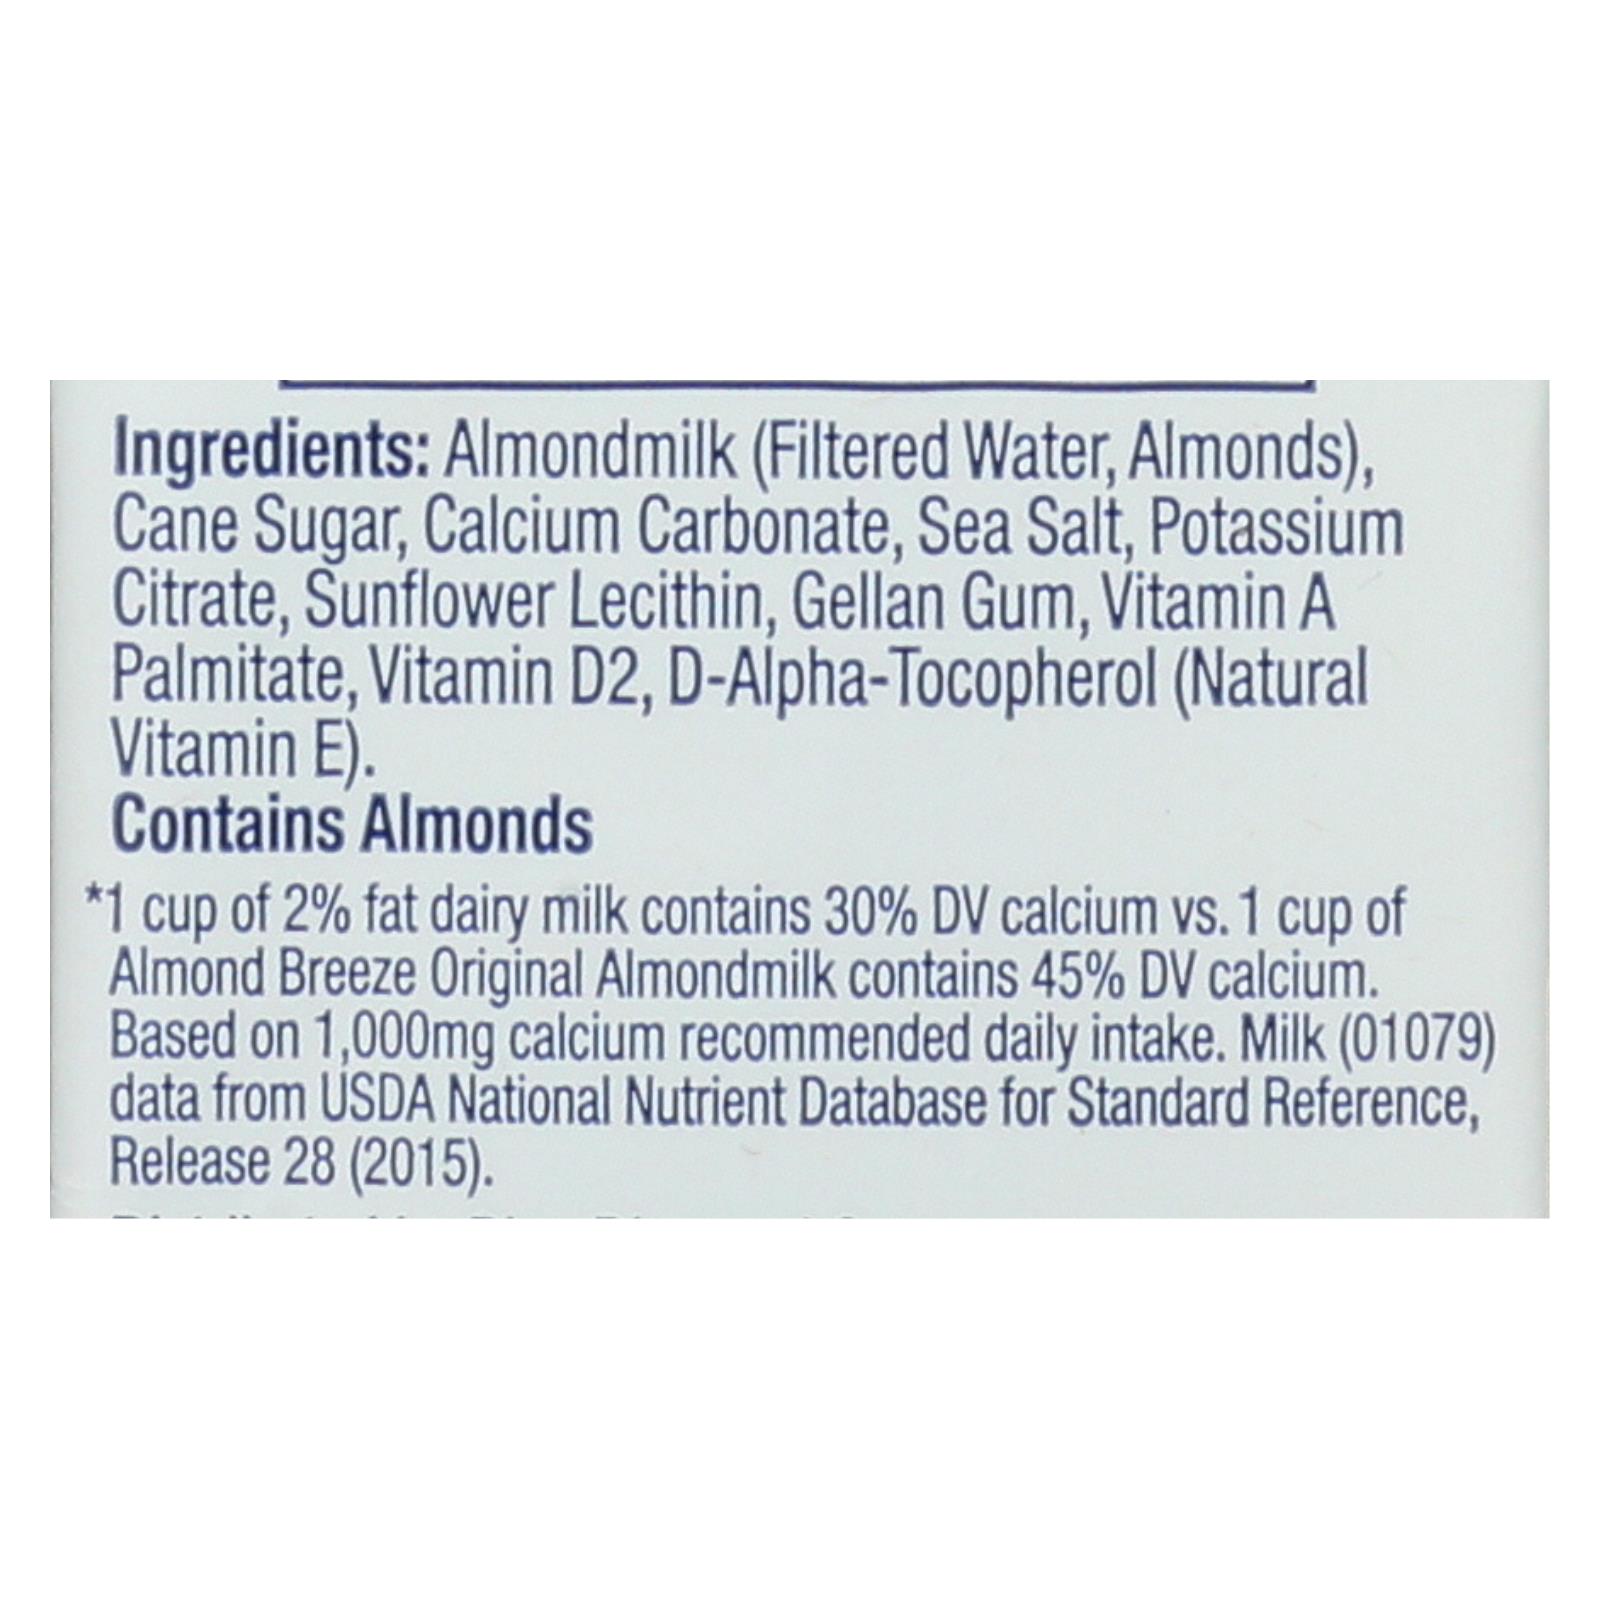 Ingredients: Almondmilk (Filtered Water, Almonds),
Cane Sugar, Calcium Carbonate, Sea Salt, Potassium
Citrate, Sunflower Lecithin, Gellan Gum, Vitamin A
Palmitate, Vitamin D2, D-Alpha-Tocopherol (Natural
Vitamin E).
Contains Almonds
*1 cup of 2% fat dairy milk contains 30% DV calcium vs. 1 cup of
Almond Breeze Original Almondmilk contains 45% DV calcium.
Based on 1,000mg calcium recommended daily intake. Milk (01079)
data from USDA National Nutrient Database for Standard Reference,
Release 28 (2015).